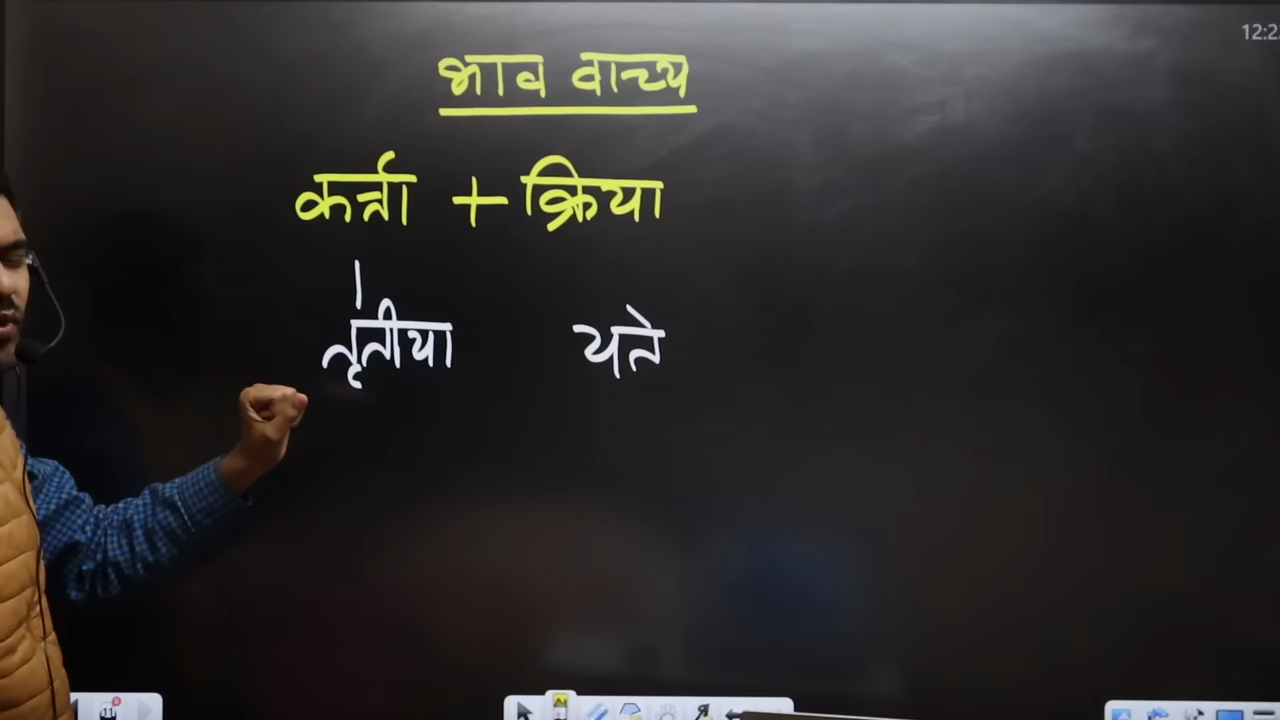 भाव वाच्य
कर्त्ता + क्रिया
तृतीया यते